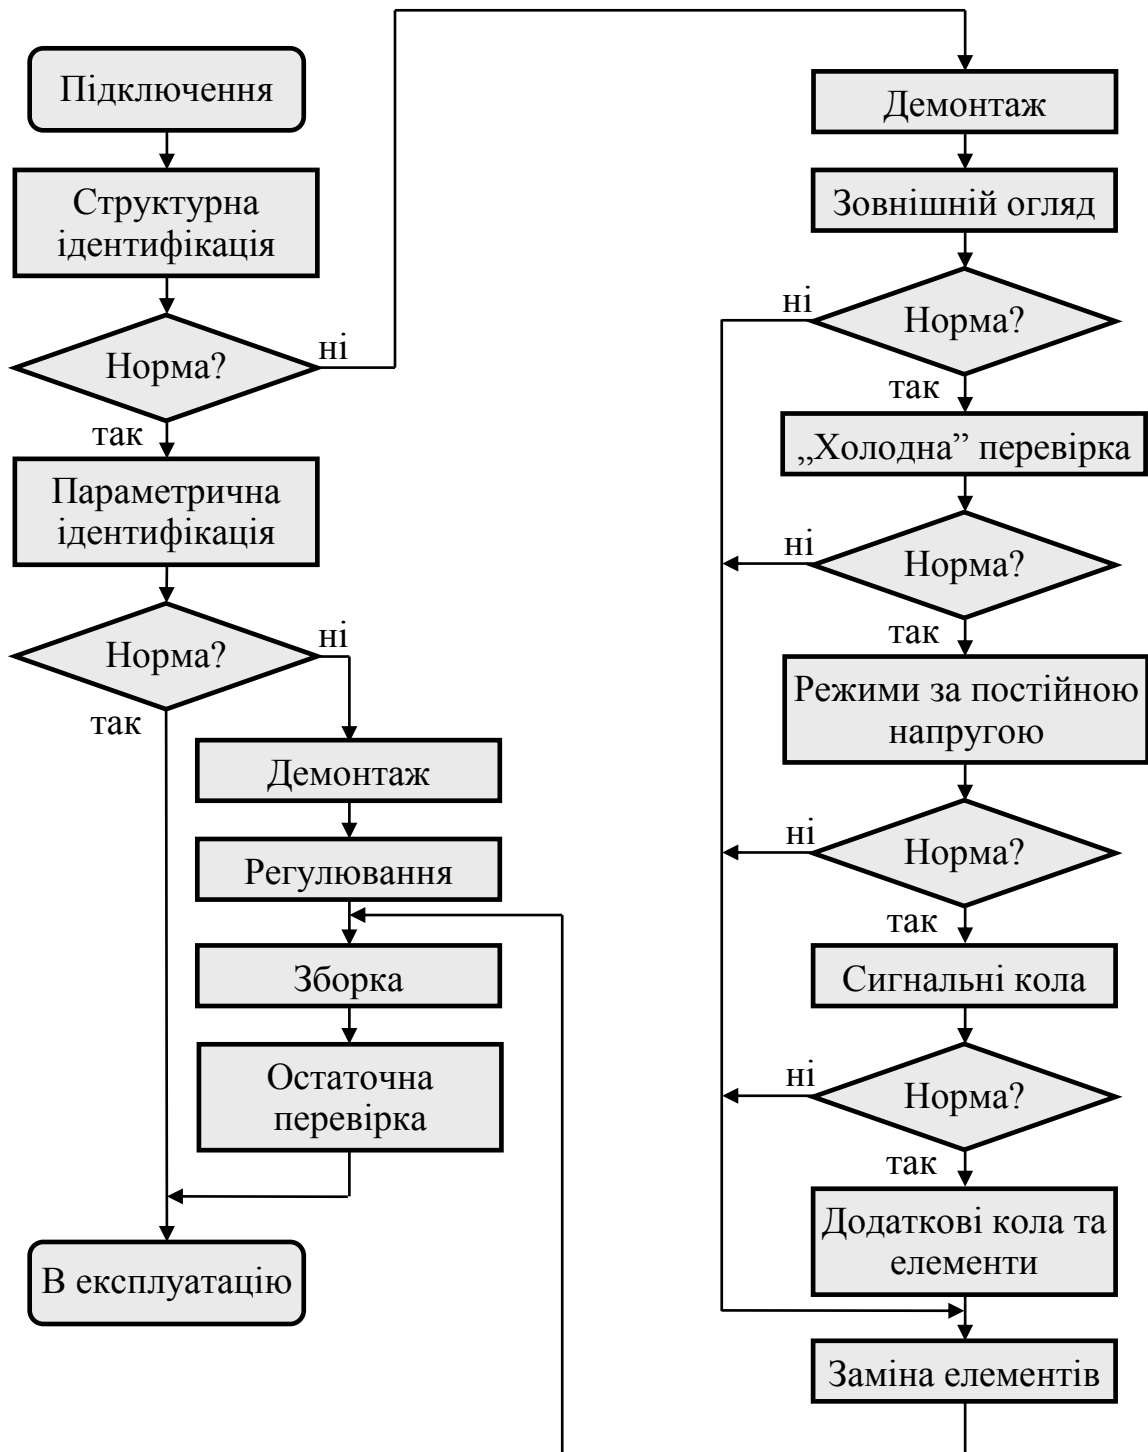 Підключення
Структурна
ідентифікація
Норма?
ні
так
Параметрична
ідентифікація
Норма?
ні
так
Демонтаж
Регулювання
Зборка
Остаточна
перевірка
В експлуатацію
Демонтаж
Зовнішній огляд
ні
Норма?
так
„Холодна” перевірка
ні
Норма?
так
Режими за постійною
напругою
ні
Норма?
так
Сигнальні кола
ні
Норма?
так
Додаткові кола та
елементи
Заміна елементів